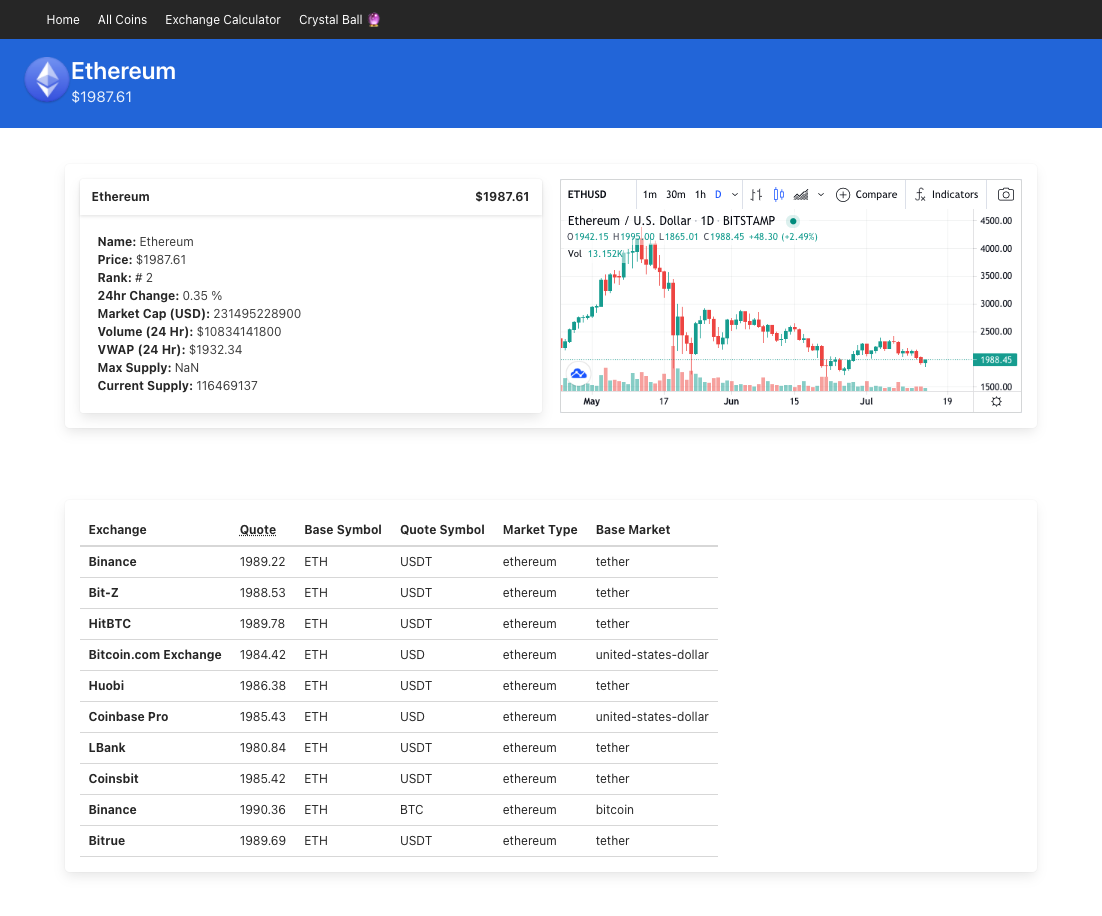 Home All Coins Exchange Calculator Crystal Ball 🔮
Ethereum
$1987.61
Ethereum $1987.61
Name: Ethereum
Price: $1987.61
Rank: # 2
24hr Change: 0.35 %
Market Cap (USD): 231495228900
Volume (24 Hr): $10834141800
VWAP (24 Hr): $1932.34
Max Supply: NaN
Current Supply: 116469137
ETHUSD 1m 30m 1h D Compare Indicators
Ethereum / U.S. Dollar · 1D · BITSTAMP
O1942.15 H1995.00 L1865.01 C1988.45 +48.30 (+2.49%)
Vol 13.152K
4500.00
4000.00
3500.00
3000.00
2500.00
1988.45
1500.00
May 17 Jun 15 Jul 19
Exchange Quote Base Symbol Quote Symbol Market Type Base Market
Binance 1989.22 ETH USDT ethereum tether
Bit-Z 1988.53 ETH USDT ethereum tether
HitBTC 1989.78 ETH USDT ethereum tether
Bitcoin.com Exchange 1984.42 ETH USD ethereum united-states-dollar
Huobi 1986.38 ETH USDT ethereum tether
Coinbase Pro 1985.43 ETH USD ethereum united-states-dollar
LBank 1980.84 ETH USDT ethereum tether
Coinsbit 1985.42 ETH USDT ethereum tether
Binance 1990.36 ETH BTC ethereum bitcoin
Bitrue 1989.69 ETH USDT ethereum tether